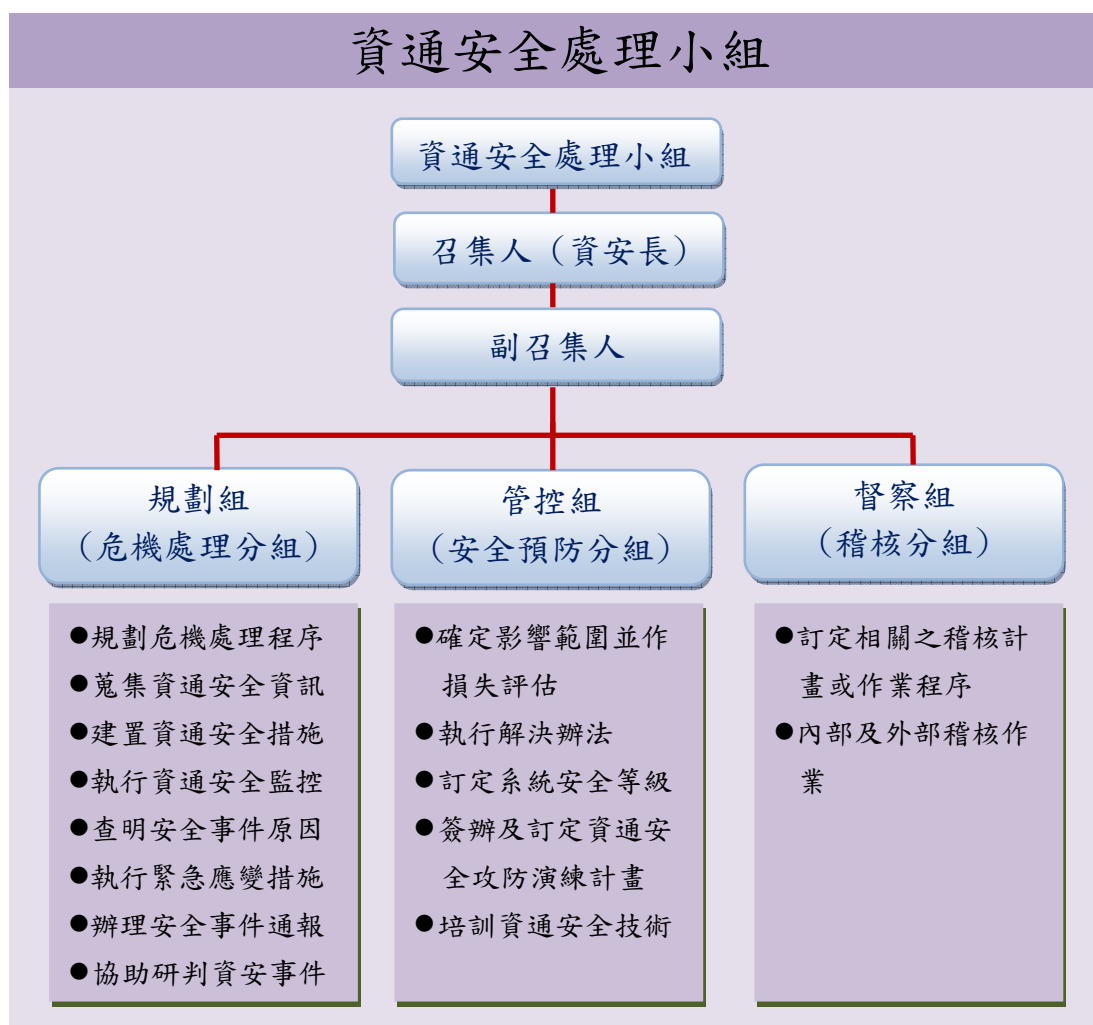 資通安全處理小組
資通安全處理小組
召集人（資安長）
副召集人
規劃組
（危機處理分組）
●規劃危機處理程序
●蒐集資通安全資訊
●建置資通安全措施
●執行資通安全監控
●查明安全事件原因
●執行緊急應變措施
●辦理安全事件通報
●協助研判資安事件
管控組
（安全預防分組）
●確定影響範圍並作
損失評估
●執行解決辦法
●訂定系統安全等級
●簽辦及訂定資通安
全攻防演練計畫
●培訓資通安全技術
督察組
（稽核分組）
●訂定相關之稽核計
畫或作業程序
●內部及外部稽核作
業